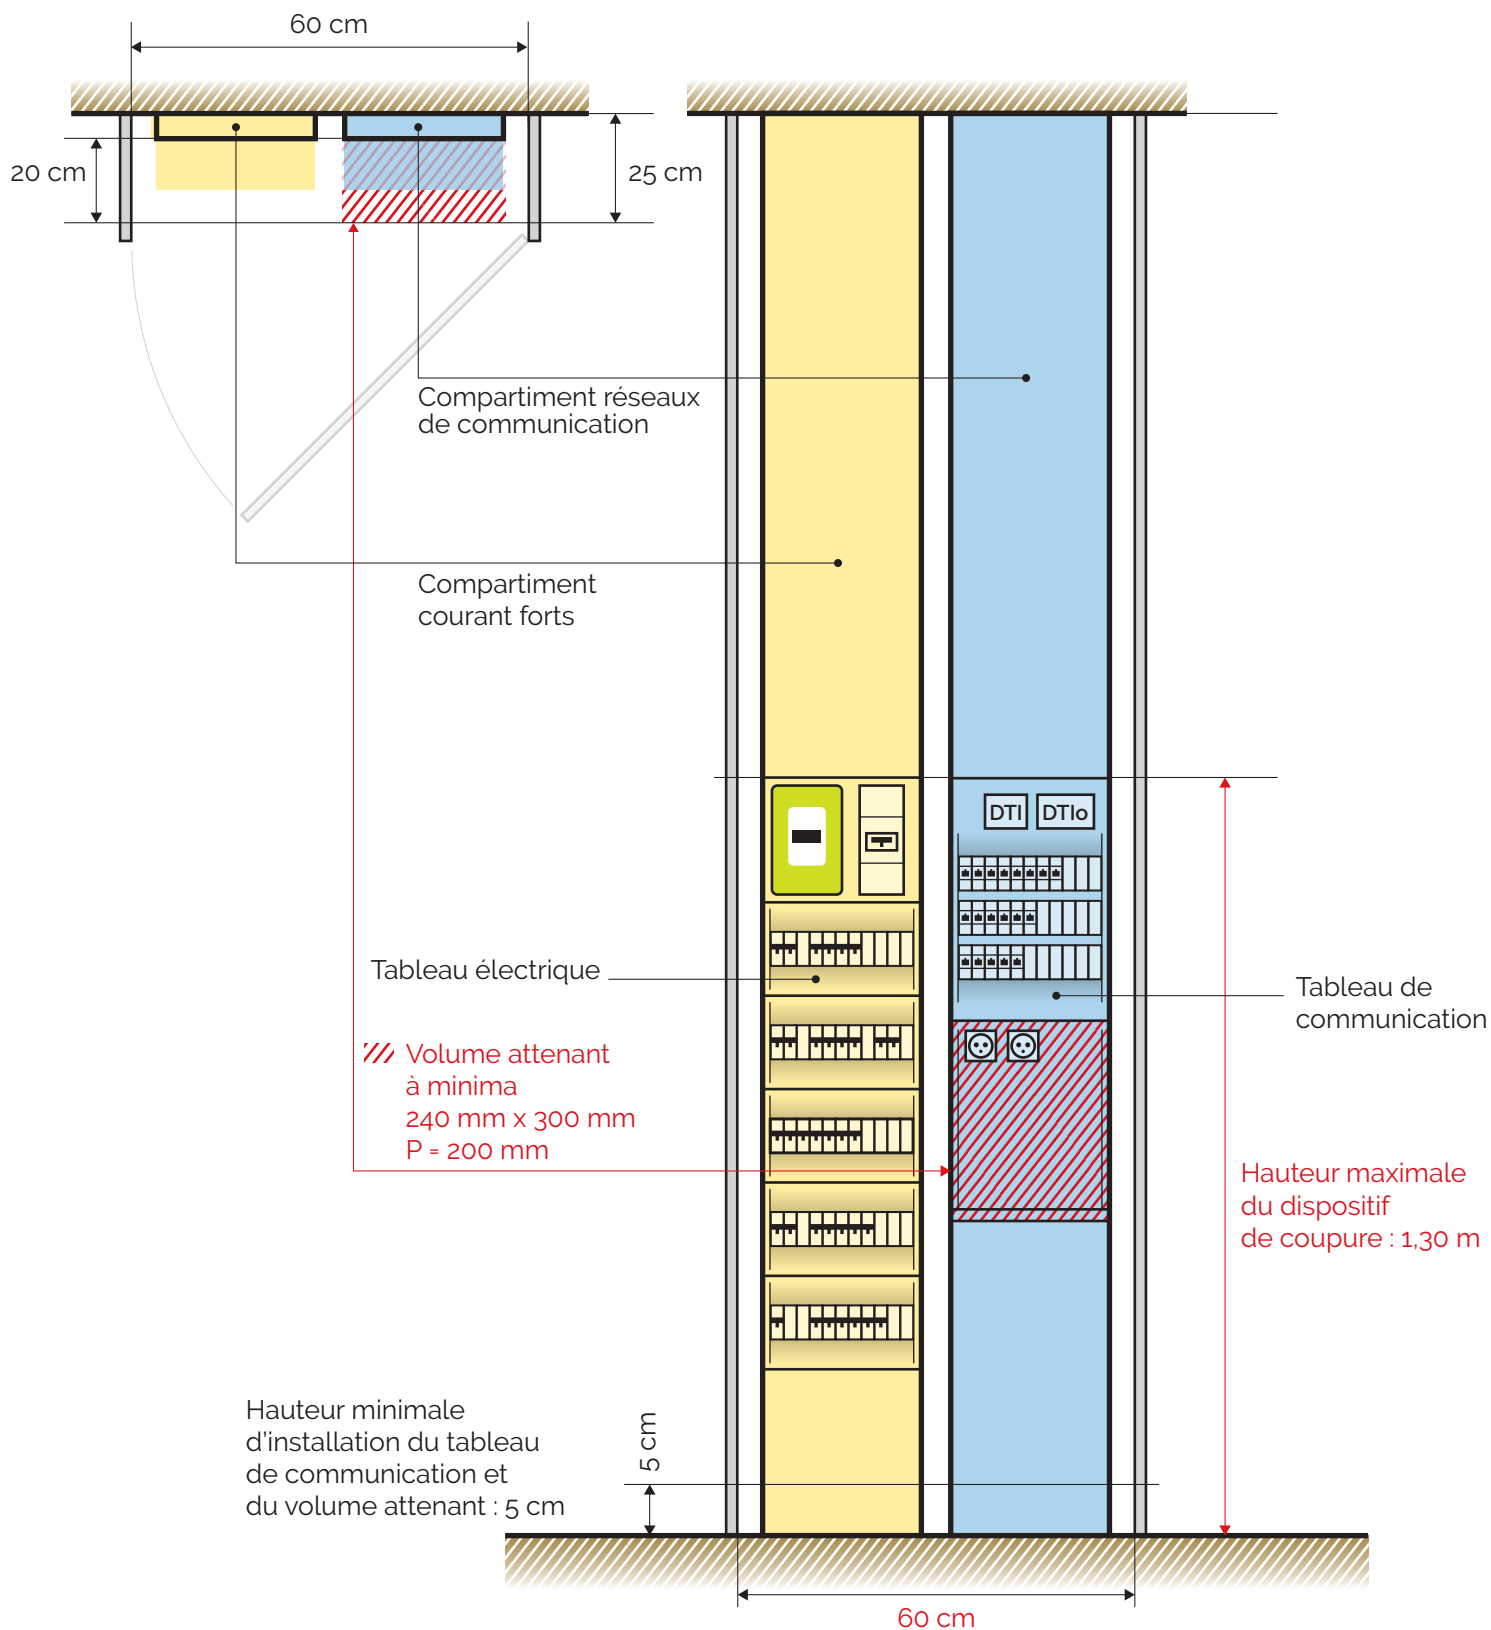 60 cm
20 cm
25 cm
Compartiment réseaux
de communication
Compartiment
courant forts
DTI
DTIo
Tableau électrique
Tableau de
communication
Volume attenant
à minima
240 mm x 300 mm
P = 200 mm
Hauteur maximale
du dispositif
de coupure : 1,30 m
Hauteur minimale
d'installation du tableau
de communication et
du volume attenant : 5 cm
5 cm
60 cm